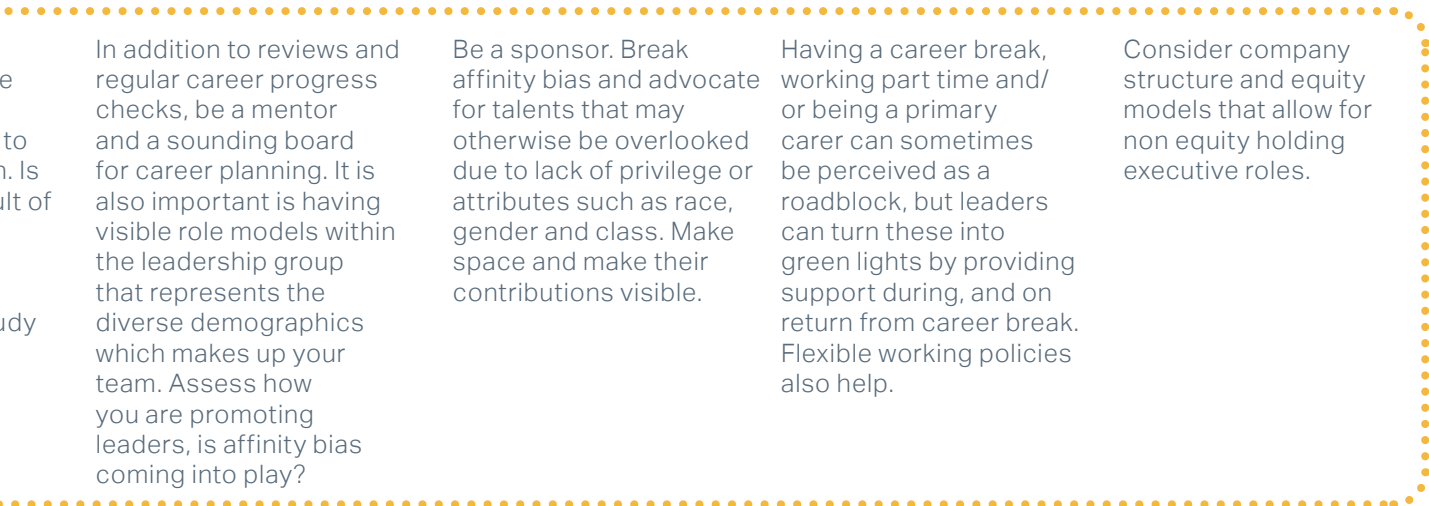 e
to
. Is
ult of
udy
In addition to reviews and
regular career progress
checks, be a mentor
and a sounding board
for career planning. It is
also important is having
visible role models within
the leadership group
that represents the
diverse demographics
which makes up your
team. Assess how
you are promoting
leaders, is affinity bias
coming into play?
Be a sponsor. Break
affinity bias and advocate
for talents that may
otherwise be overlooked
due to lack of privilege or
attributes such as race,
gender and class. Make
space and make their
contributions visible.
Having a career break,
working part time and/
or being a primary
carer can sometimes
be perceived as a
roadblock, but leaders
can turn these into
green lights by providing
support during, and on
return from career break.
Flexible working policies
also help.
Consider company
structure and equity
models that allow for
non equity holding
executive roles.